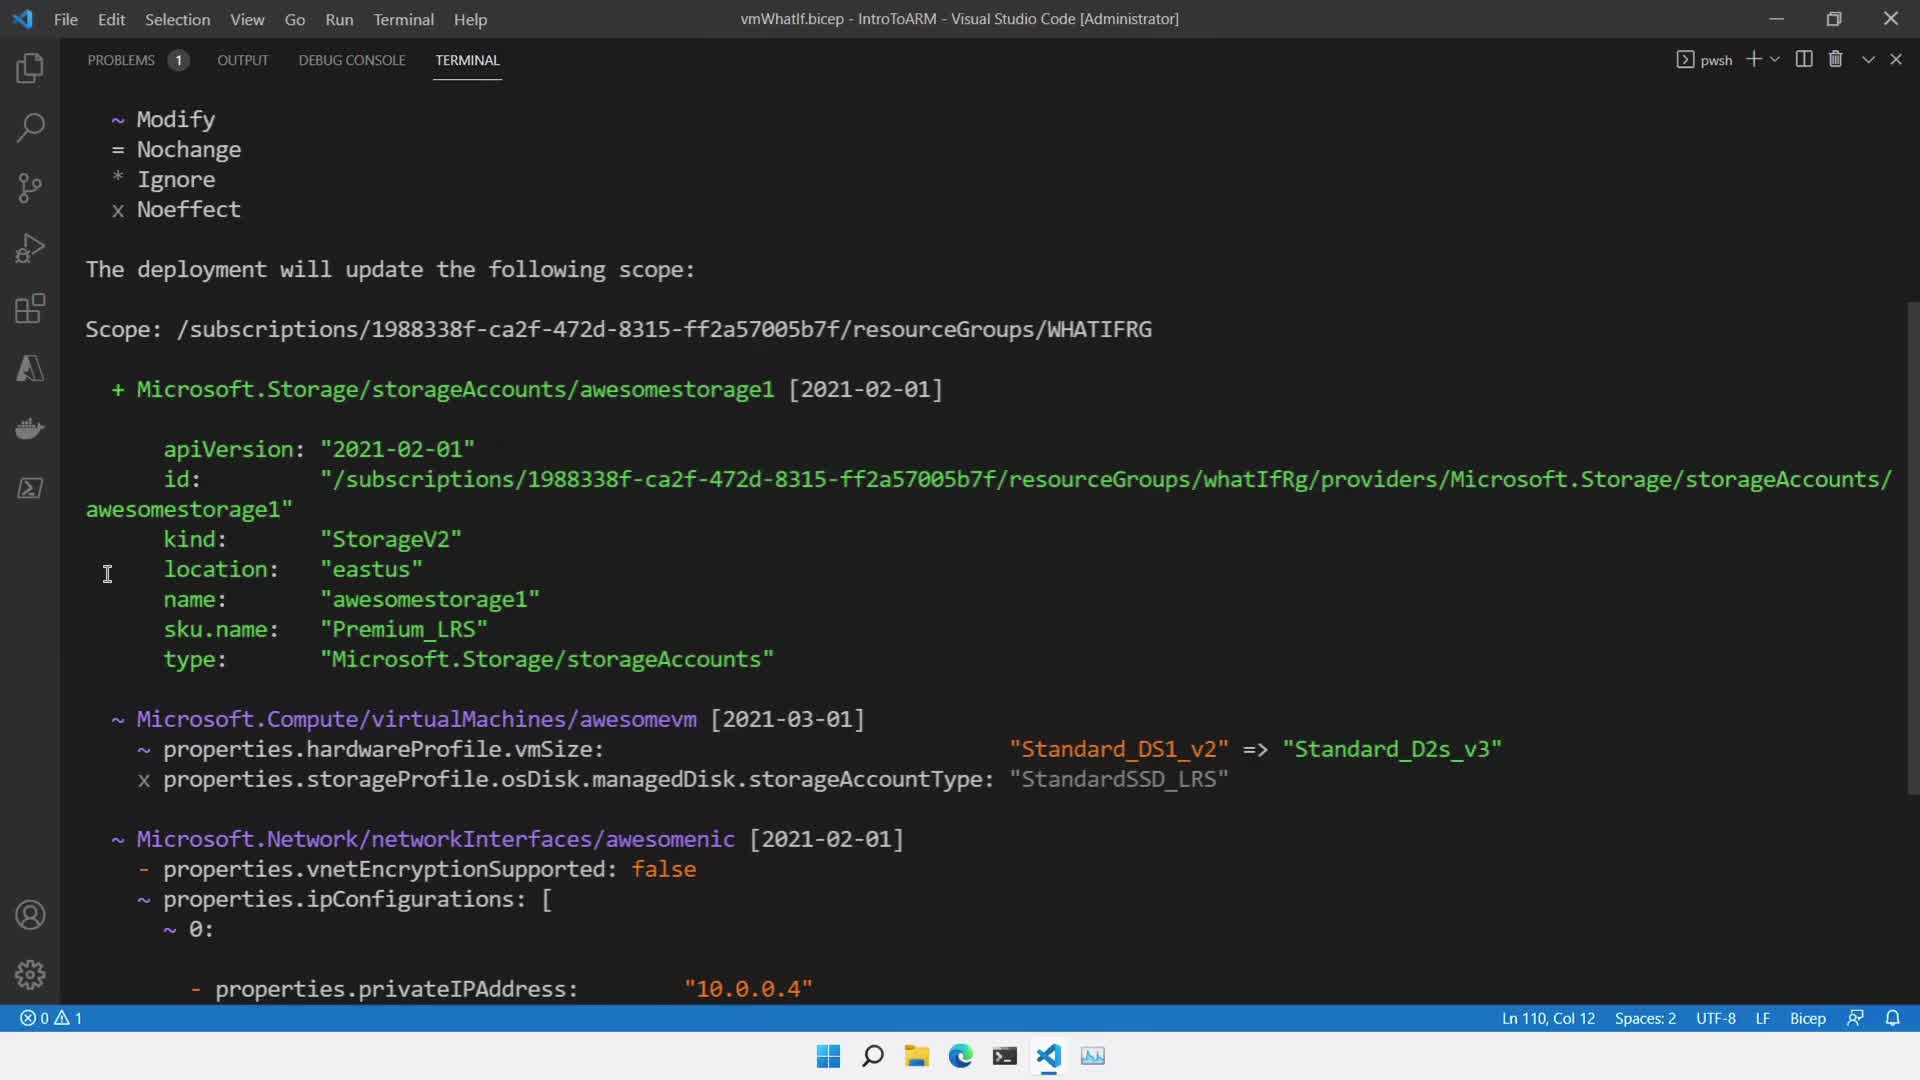 File Edit Selection View Go Run Terminal Help
vmWhatIf.bicep - IntroToARM - Visual Studio Code [Administrator]
PROBLEMS 1 OUTPUT DEBUG CONSOLE TERMINAL
pwsh
~ Modify
= Nochange
* Ignore
x Noeffect
The deployment will update the following scope:
Scope: /subscriptions/1988338f-ca2f-472d-8315-ff2a57005b7f/resourceGroups/WHATIFRG
+ Microsoft.Storage/storageAccounts/awesomestorage1 [2021-02-01]
apiVersion: "2021-02-01"
id: "/subscriptions/1988338f-ca2f-472d-8315-ff2a57005b7f/resourceGroups/whatIfRg/providers/Microsoft.Storage/storageAccounts/
awesomestorage1"
kind: "StorageV2"
location: "eastus"
name: "awesomestorage1"
sku.name: "Premium_LRS"
type: "Microsoft.Storage/storageAccounts"
~ Microsoft.Compute/virtualMachines/awesomevm [2021-03-01]
~ properties.hardwareProfile.vmSize: "Standard_DS1_v2" => "Standard_D2s_v3"
x properties.storageProfile.osDisk.managedDisk.storageAccountType: "StandardSSD_LRS"
~ Microsoft.Network/networkInterfaces/awesomenic [2021-02-01]
- properties.vnetEncryptionSupported: false
~ properties.ipConfigurations: [
~ 0:
- properties.privateIPAddress: "10.0.0.4"
0 1
Ln 110, Col 12 Spaces: 2 UTF-8 LF Bicep